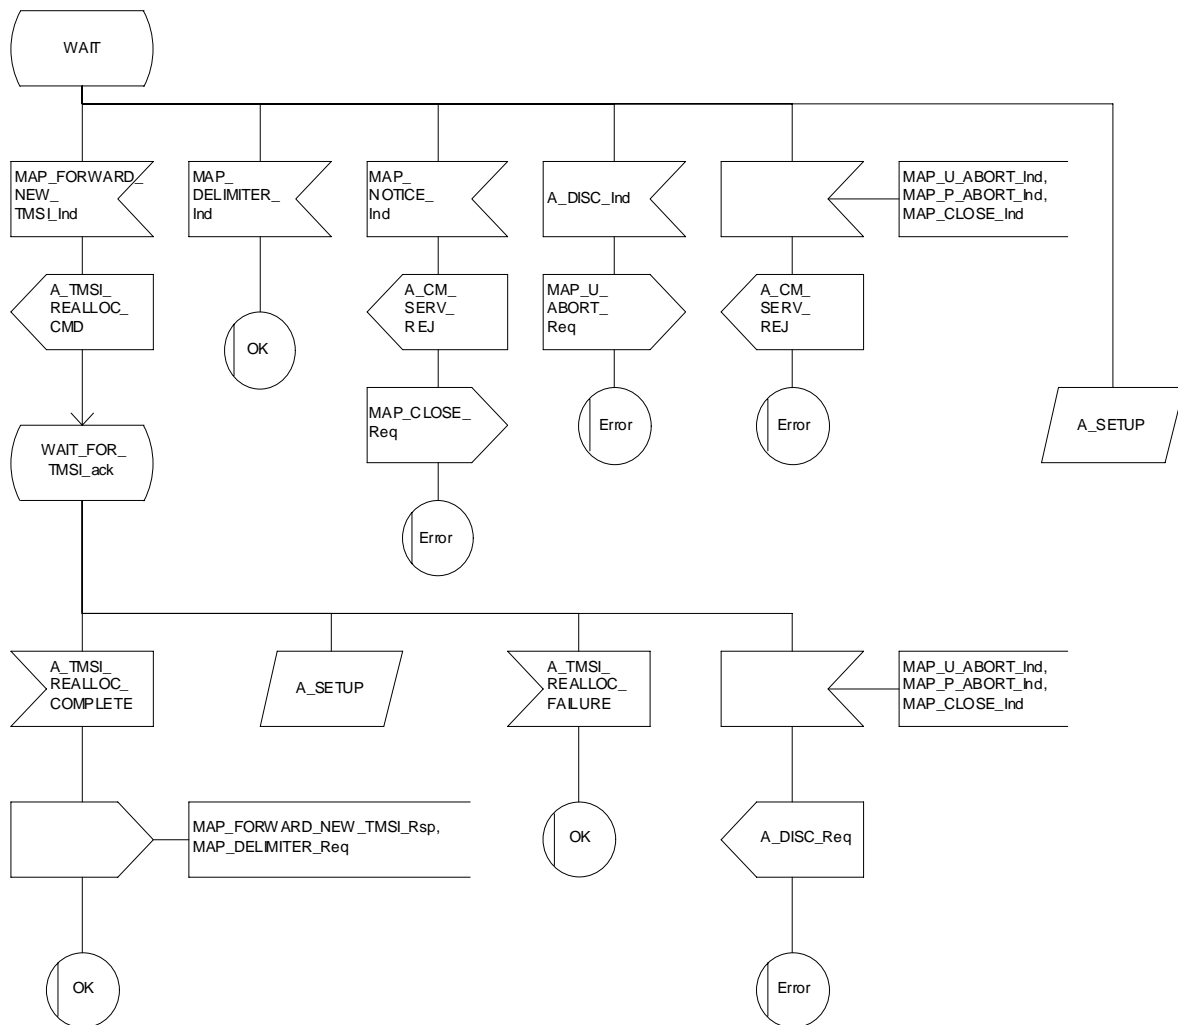 WAIT
MAP_FORWARD_
NEW_
TMSI_Ind
MAP_
DELIMITER_
Ind
MAP_
NOTICE_
Ind
A_DISC_Ind
MAP_U_ABORT_Ind,
MAP_P_ABORT_Ind,
MAP_CLOSE_Ind
A_TMSI_
REALLOC_
CMD
OK
A_CM_
SERV_
REJ
MAP_U_
ABORT_
Req
A_CM_
SERV_
REJ
MAP_CLOSE_
Req
Error
Error
A_SETUP
WAIT_FOR_
TMSI_ack
Error
A_TMSI_
REALLOC_
COMPLETE
A_SETUP
A_TMSI_
REALLOC_
FAILURE
MAP_U_ABORT_Ind,
MAP_P_ABORT_Ind,
MAP_CLOSE_Ind
MAP_FORWARD_NEW_TMSI_Rsp,
MAP_DELIMITER_Req
OK
A_DISC_Req
OK
Error